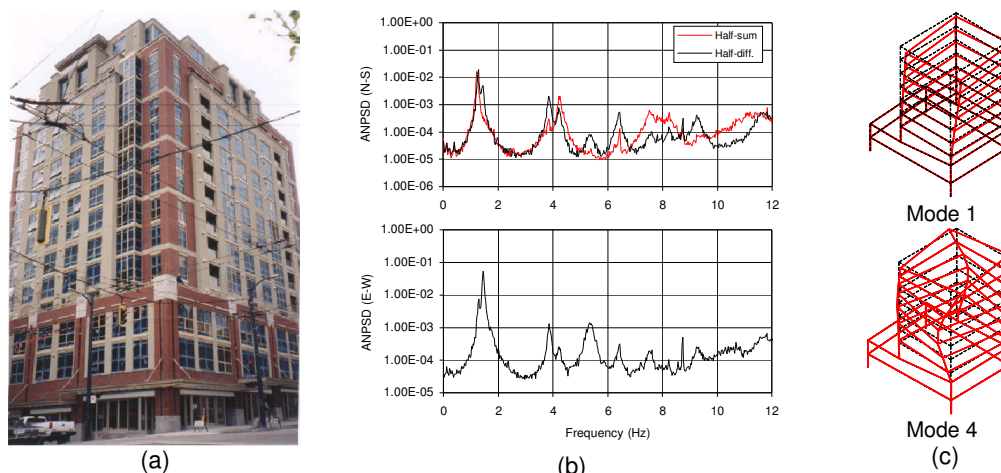 1.00E+00
1.00E-01
1.00E-02
1.00E-03
1.00E-04
1.00E-05
1.00E-06
ANPSD (N-S)
Half-sum
Half-diff.
0 2 4 6 8 10 12
1.00E+00
1.00E-01
1.00E-02
1.00E-03
1.00E-04
1.00E-05
ANPSD (E-W)
0 2 4 6 8 10 12
Frequency (Hz)
Mode 1
Mode 4
(a)
(b)
(c)